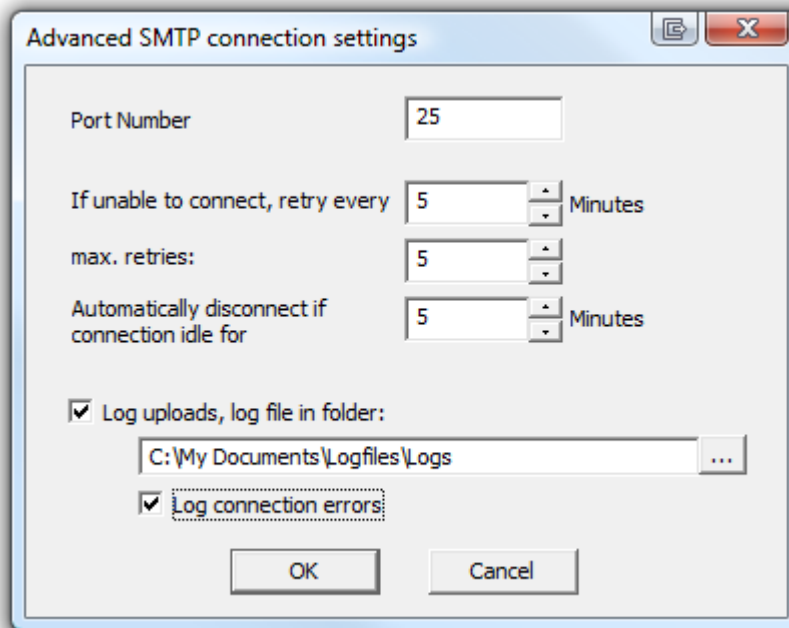 Advanced SMTP connection settings
Port Number 25
If unable to connect, retry every 5 Minutes
max. retries: 5
Automatically disconnect if
connection idle for 5 Minutes
Log uploads, log file in folder:
C:\My Documents\Logfiles\Logs ...
Log connection errors
OK Cancel